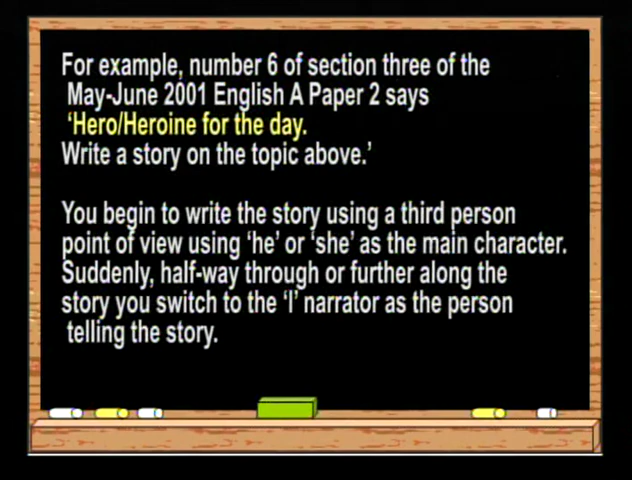 For example, number 6 of section three of the
May-June 2001 English A Paper 2 says
‘Hero/Heroine for the day.
Write a story on the topic above.’
You begin to write the story using a third person
point of view using ‘he’ or ‘she’ as the main character.
Suddenly, half-way through or further along the
story you switch to the ‘I’ narrator as the person
telling the story.